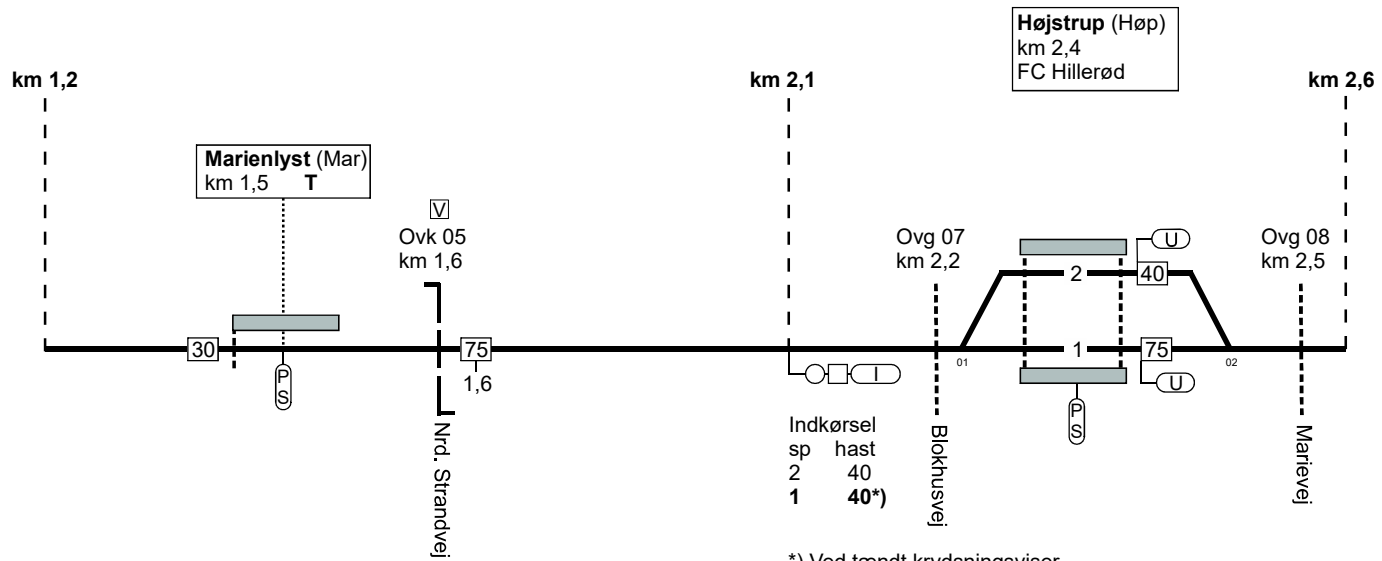 Højstrup (Høp)
km 2,4
FC Hillerød
km 1,2
km 2,1
km 2,6
Marienlyst (Mar)
km 1,5 T
V
Ovk 05
km 1,6
Ovg 07
km 2,2
U
Ovg 08
km 2,5
2
40
30
75
1
75
1,6
01
02
P
S
I
U
P
S
Indkørsel
sp hast
2 40
1 40*)
Nrd. Strandvej
Blokhusvej
Marievej
*) Ved tændt krydsningsviser